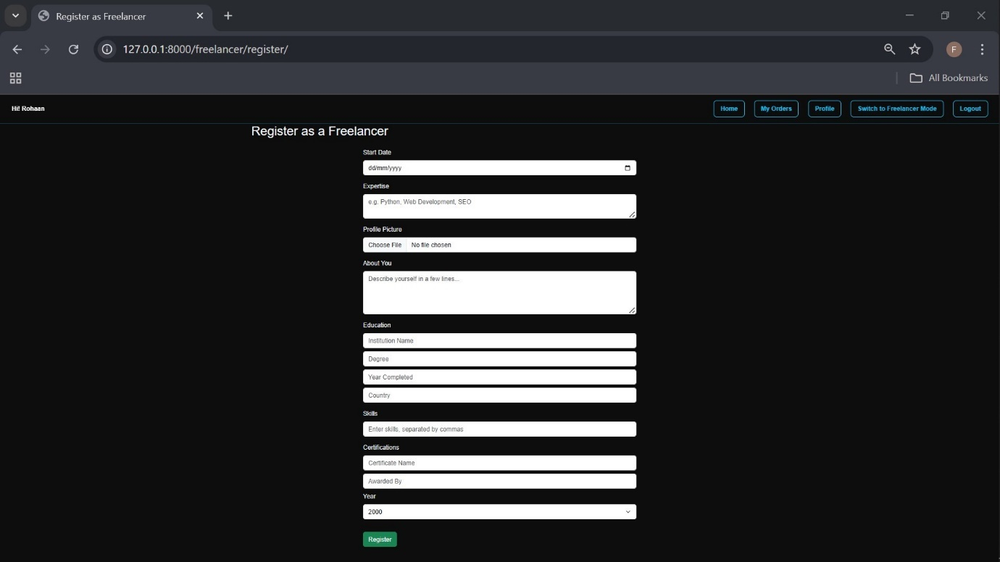 Register as Freelancer
127.0.0.1:8000/freelancer/register/
F
All Bookmarks
Hi! Rohaan
Home
My Orders
Profile
Switch to Freelancer Mode
Logout
Register as a Freelancer
Start Date
dd/mm/yyyy
Expertise
e.g. Python, Web Development, SEO
Profile Picture
Choose File No file chosen
About You
Describe yourself in a few lines...
Education
Institution Name
Degree
Year Completed
Country
Skills
Enter skills, separated by commas
Certifications
Certificate Name
Awarded By
Year
2000
Register